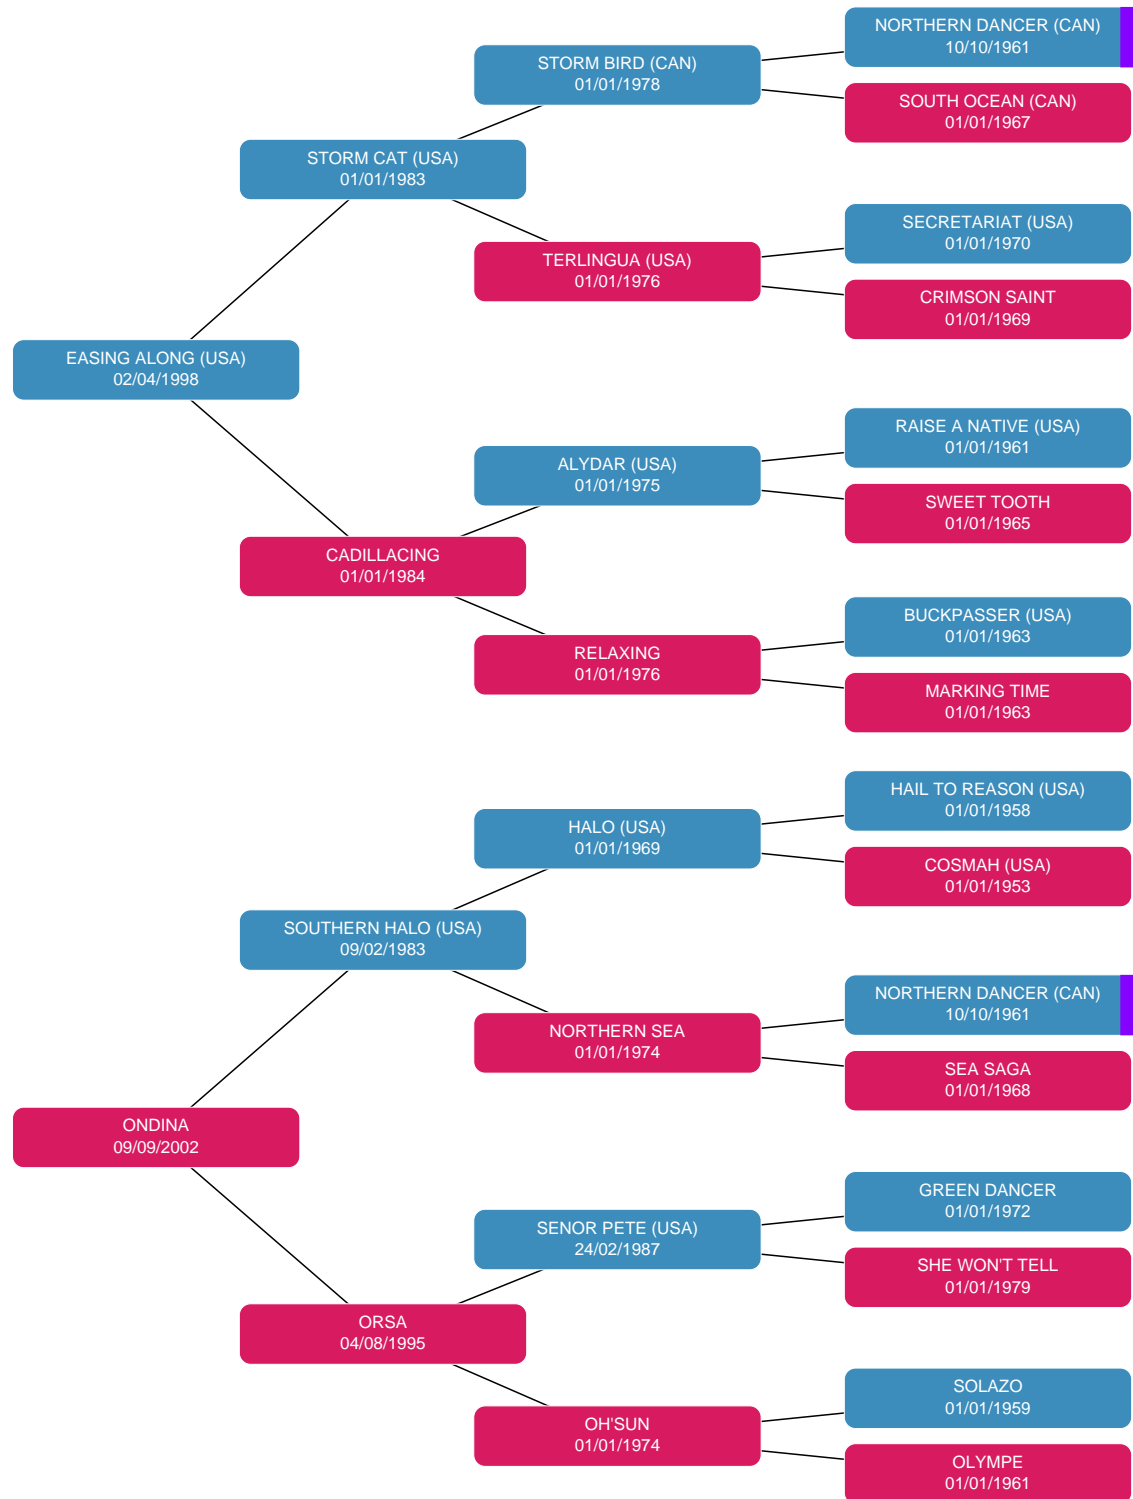 NORTHERN DANCER (CAN)
10/10/1961
STORM BIRD (CAN)
01/01/1978
SOUTH OCEAN (CAN)
01/01/1967
STORM CAT (USA)
01/01/1983
SECRETARIAT (USA)
01/01/1970
TERLINGUA (USA)
01/01/1976
CRIMSON SAINT
01/01/1969
EASING ALONG (USA)
02/04/1998
RAISE A NATIVE (USA)
01/01/1961
ALYDAR (USA)
01/01/1975
SWEET TOOTH
01/01/1965
CADILLACING
01/01/1984
BUCKPASSER (USA)
01/01/1963
RELAXING
01/01/1976
MARKING TIME
01/01/1963
HAIL TO REASON (USA)
01/01/1958
HALO (USA)
01/01/1969
COSMAH (USA)
01/01/1953
SOUTHERN HALO (USA)
09/02/1983
NORTHERN DANCER (CAN)
10/10/1961
NORTHERN SEA
01/01/1974
SEA SAGA
01/01/1968
ONDINA
09/09/2002
GREEN DANCER
01/01/1972
SENOR PETE (USA)
24/02/1987
SHE WON'T TELL
01/01/1979
ORSA
04/08/1995
SOLAZO
01/01/1959
OH'SUN
01/01/1974
OLYMPE
01/01/1961